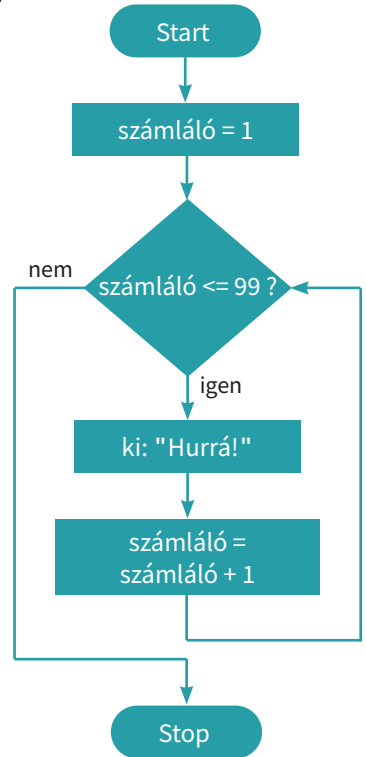 Start
számláló = 1
nem
számláló <= 99 ?
igen
ki: "Hurrá!"
számláló =
számláló + 1
Stop